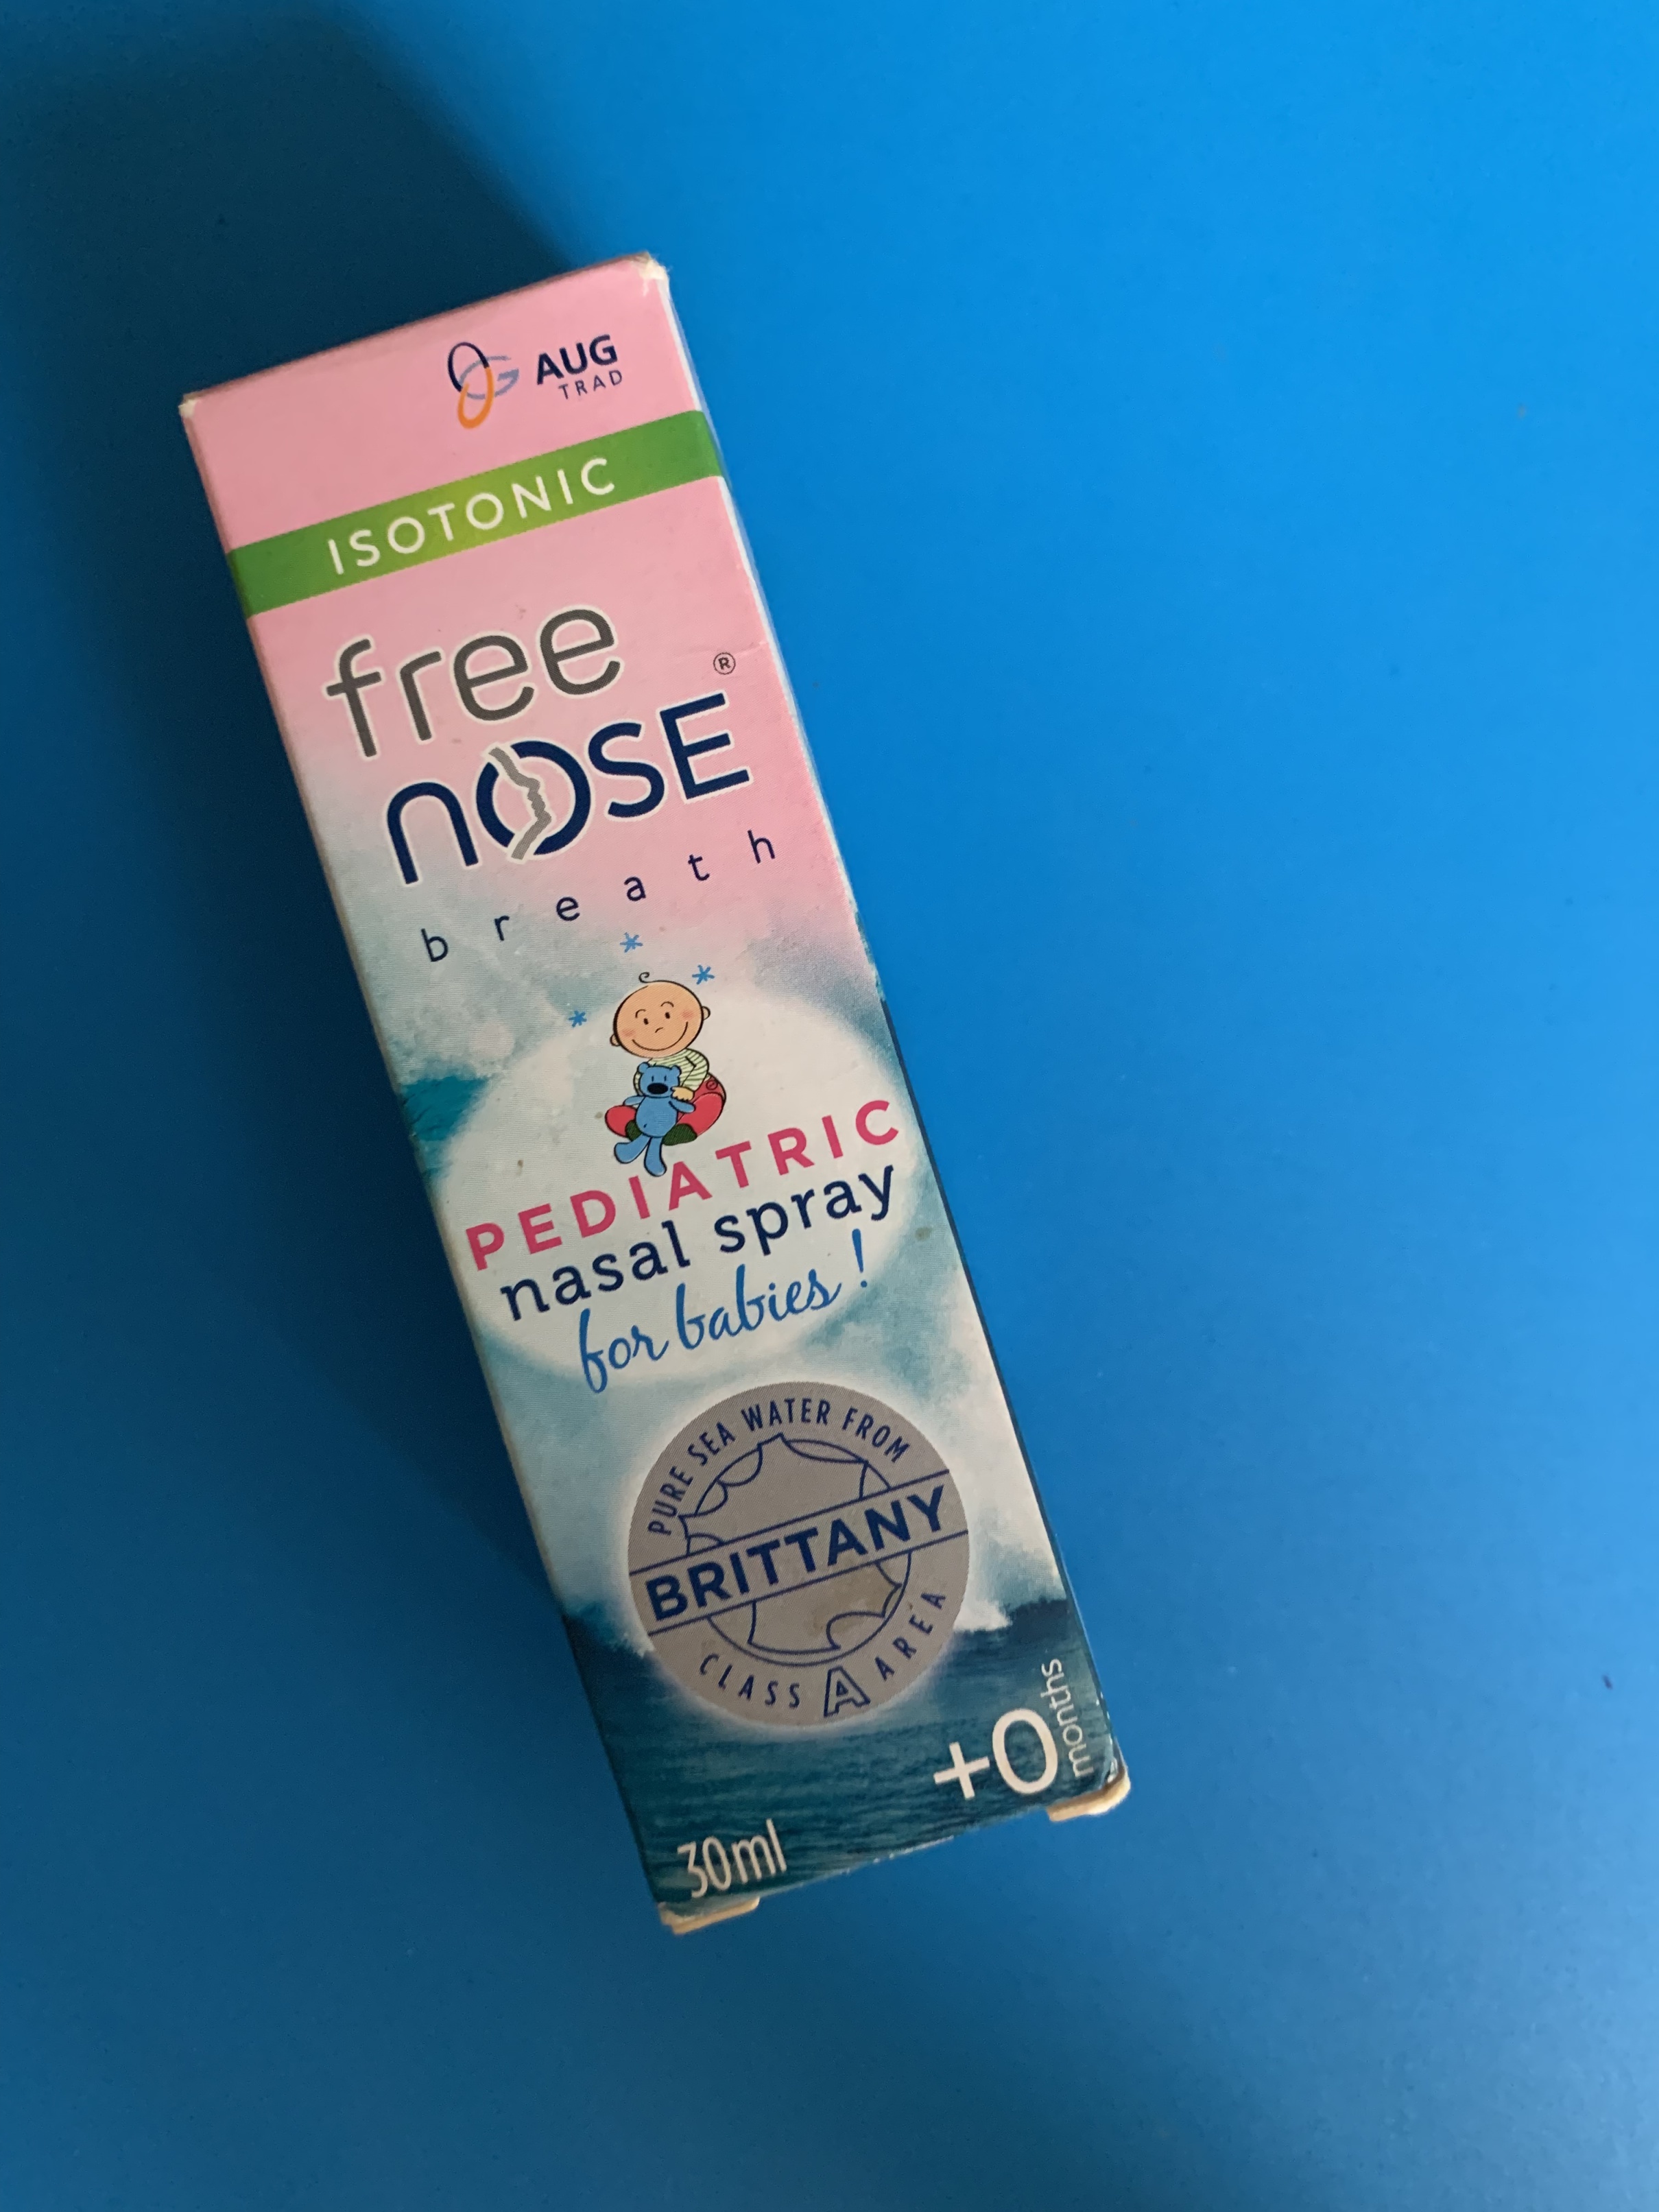 AUG
TRAD
ISOTONIC
free
nOSE®
breath
PEDIATRIC
nasal spray
for babies!
PURE SEA WATER FROM
BRITTANY
CLASS A AREA
+0 months
30ml